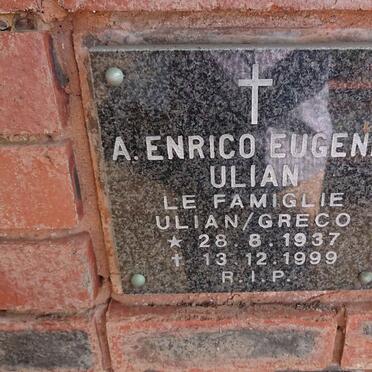 A. ENRICO EUGEN
ULIAN
LE FAMIGLIE
ULIAN/GRECO
★ 28.8.1937
† 13.12.1999
R.I.P.